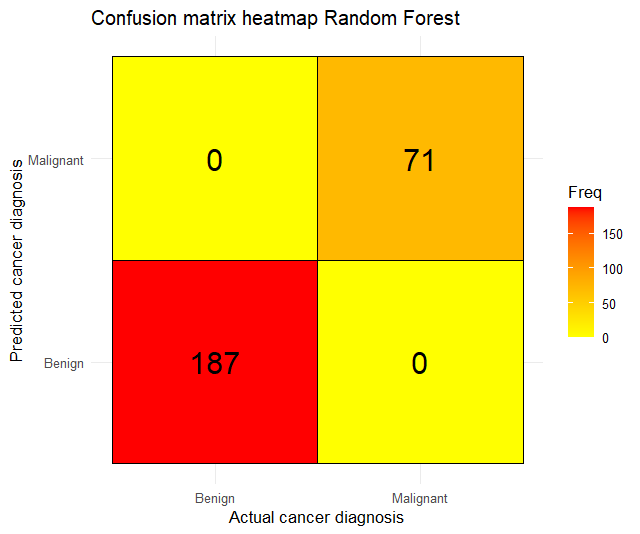 Confusion matrix heatmap Random Forest
Predicted cancer diagnosis
Malignant
Benign
0
71
187
0
Benign
Malignant
Actual cancer diagnosis
Freq
150
100
50
0